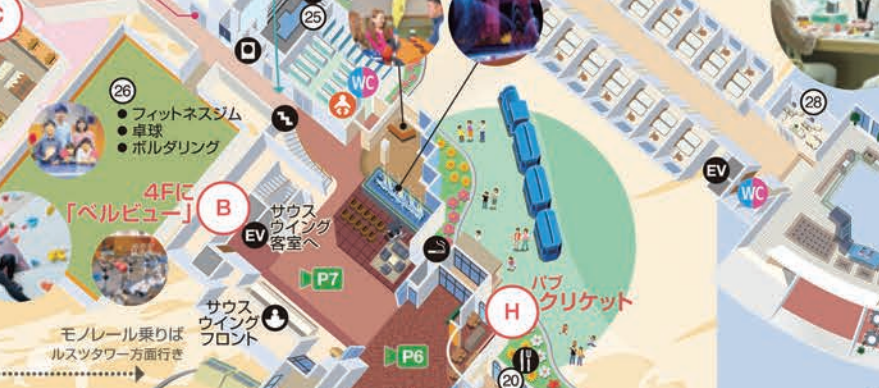 C
25
WC
26
● フィットネスジム
● 卓球
● ボルダリング
28
EV
WC
4Fに
「ベルビュー」
B
EV
サウス
ウイング
客室へ
P7
パブ
クリケット
H
サウス
ウイング
フロント
モノレール乗りば
ルスツタワー方面行き
P6
20